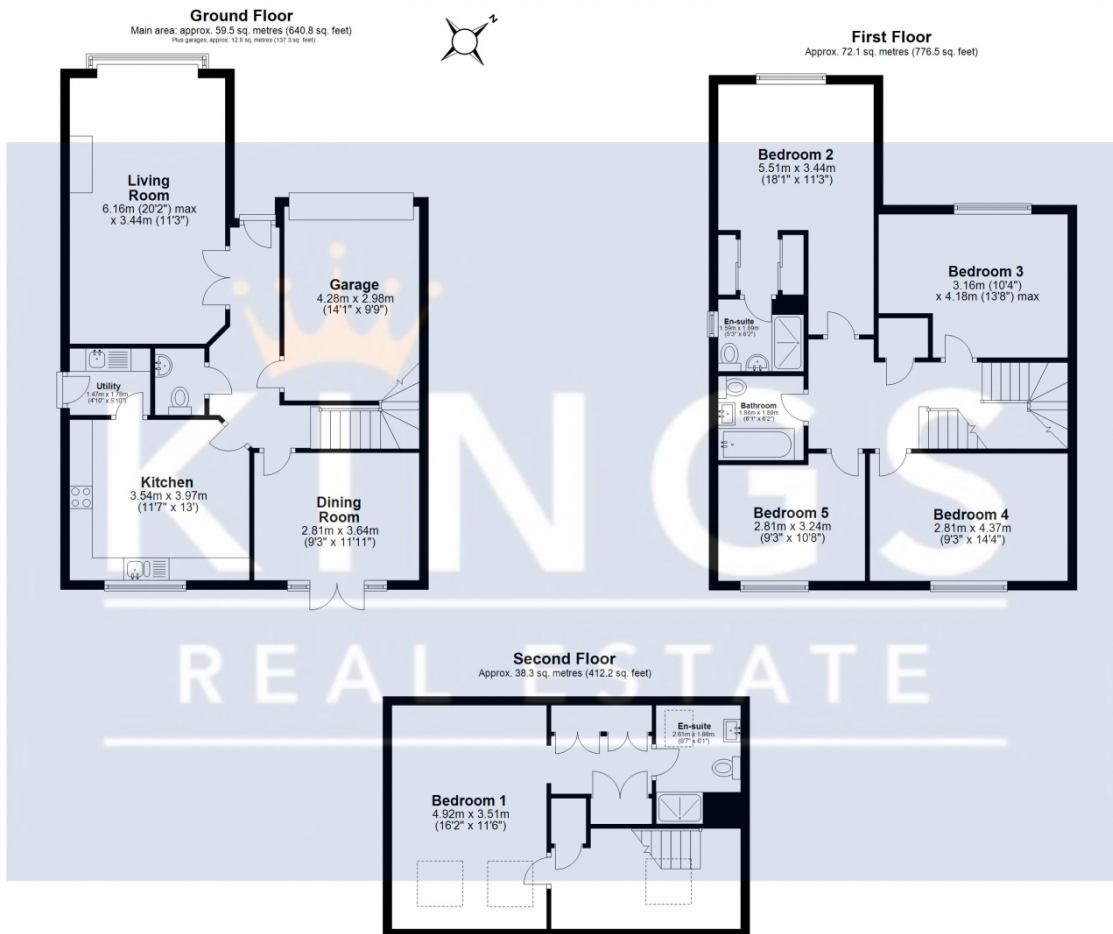 Ground Floor
Main area: approx. 59.5 sq. metres (640.8 sq. feet)
Plus garages, approx. 12.8 sq. metres (137.3 sq. feet)
N
First Floor
Approx. 72.1 sq. metres (776.5 sq. feet)
Living
Room
6.16m (20'2") max
x 3.44m (11'3")
Garage
4.28m x 2.98m
(14'1" x 9'9")
Utility
1.47m x 1.78m
(4'10" x 5'10")
Kitchen
3.54m x 3.97m
(11'7" x 13')
Dining
Room
2.81m x 3.64m
(9'3" x 11'11")
Bedroom 2
5.51m x 3.44m
(18'1" x 11'3")
Bedroom 3
3.16m (10'4")
x 4.18m (13'8") max
En-suite
1.59m x 1.89m
(5'3" x 6'2")
Bathroom
1.86m x 1.89m
(6'1" x 6'2")
Bedroom 5
2.81m x 3.24m
(9'3" x 10'8")
Bedroom 4
2.81m x 4.37m
(9'3" x 14'4")
KINGS
REAL ESTATE
Second Floor
Approx. 38.3 sq. metres (412.2 sq. feet)
Bedroom 1
4.92m x 3.51m
(16'2" x 11'6")
En-suite
2.61m x 1.86m
(8'7" x 6'1")